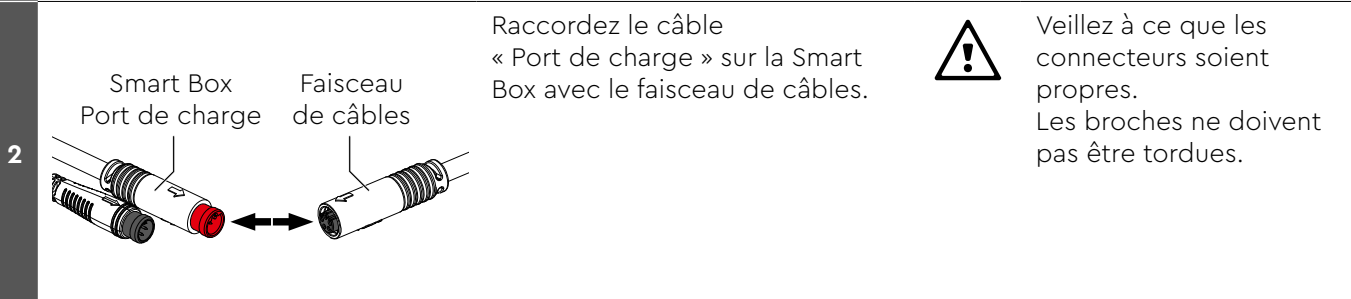 2
Smart Box
Port de charge
Faisceau
de câbles
Raccordez le câble
« Port de charge » sur la Smart
Box avec le faisceau de câbles.
Veillez à ce que les
connecteurs soient
propres.
Les broches ne doivent
pas être tordues.